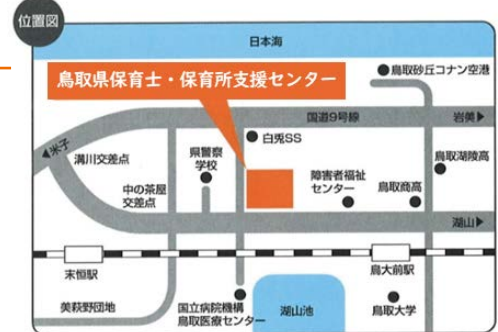 位置図
日本海
鳥取県保育士・保育所支援センター
鳥取砂丘コナン空港
国道9号線
岩美▶
◀米子
白兎SS
溝川交差点
県警察
学校
鳥取湖陵高
障害者福祉
センター
鳥取商高
中の茶屋
交差点
湖山▶
末恒駅
鳥大前駅
美萩野団地
国立病院機構
鳥取医療センター
湖山池
鳥取大学